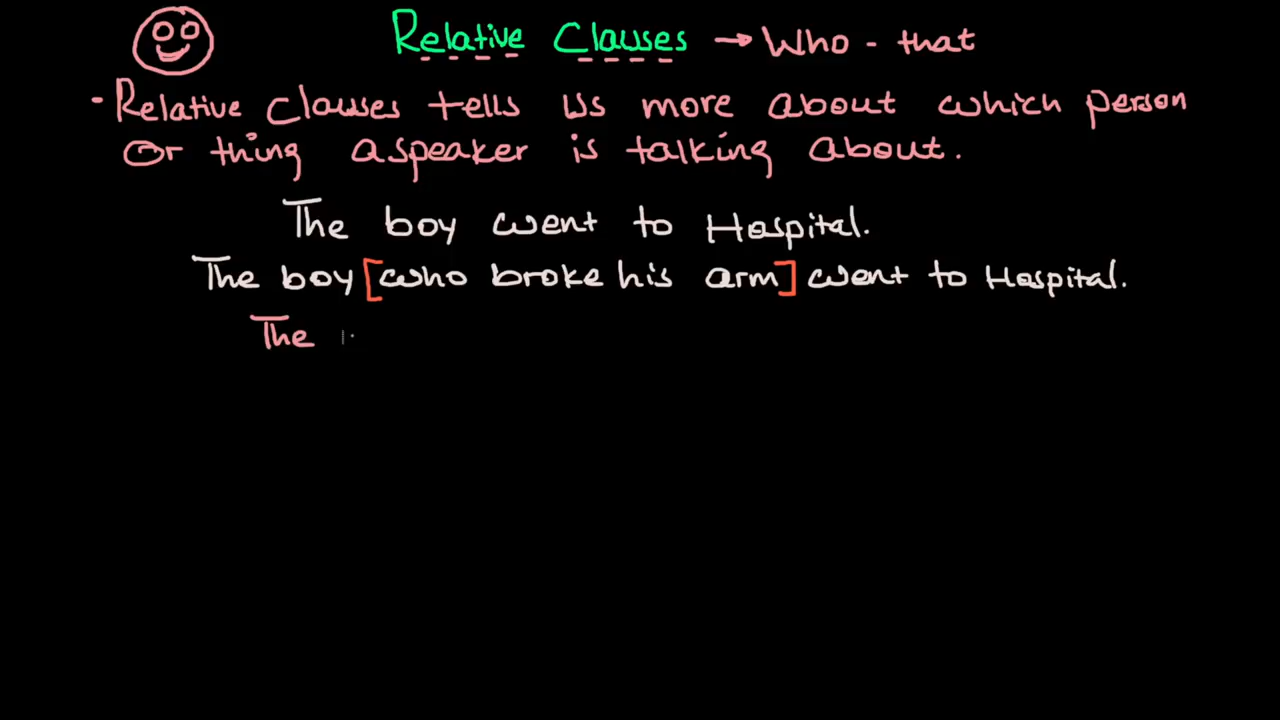 Relative Clauses → Who - that
· Relative Clauses tells us more about which person
or thing a speaker is talking about.
The boy went to Hospital.
The boy [who broke his arm] went to Hospital.
The